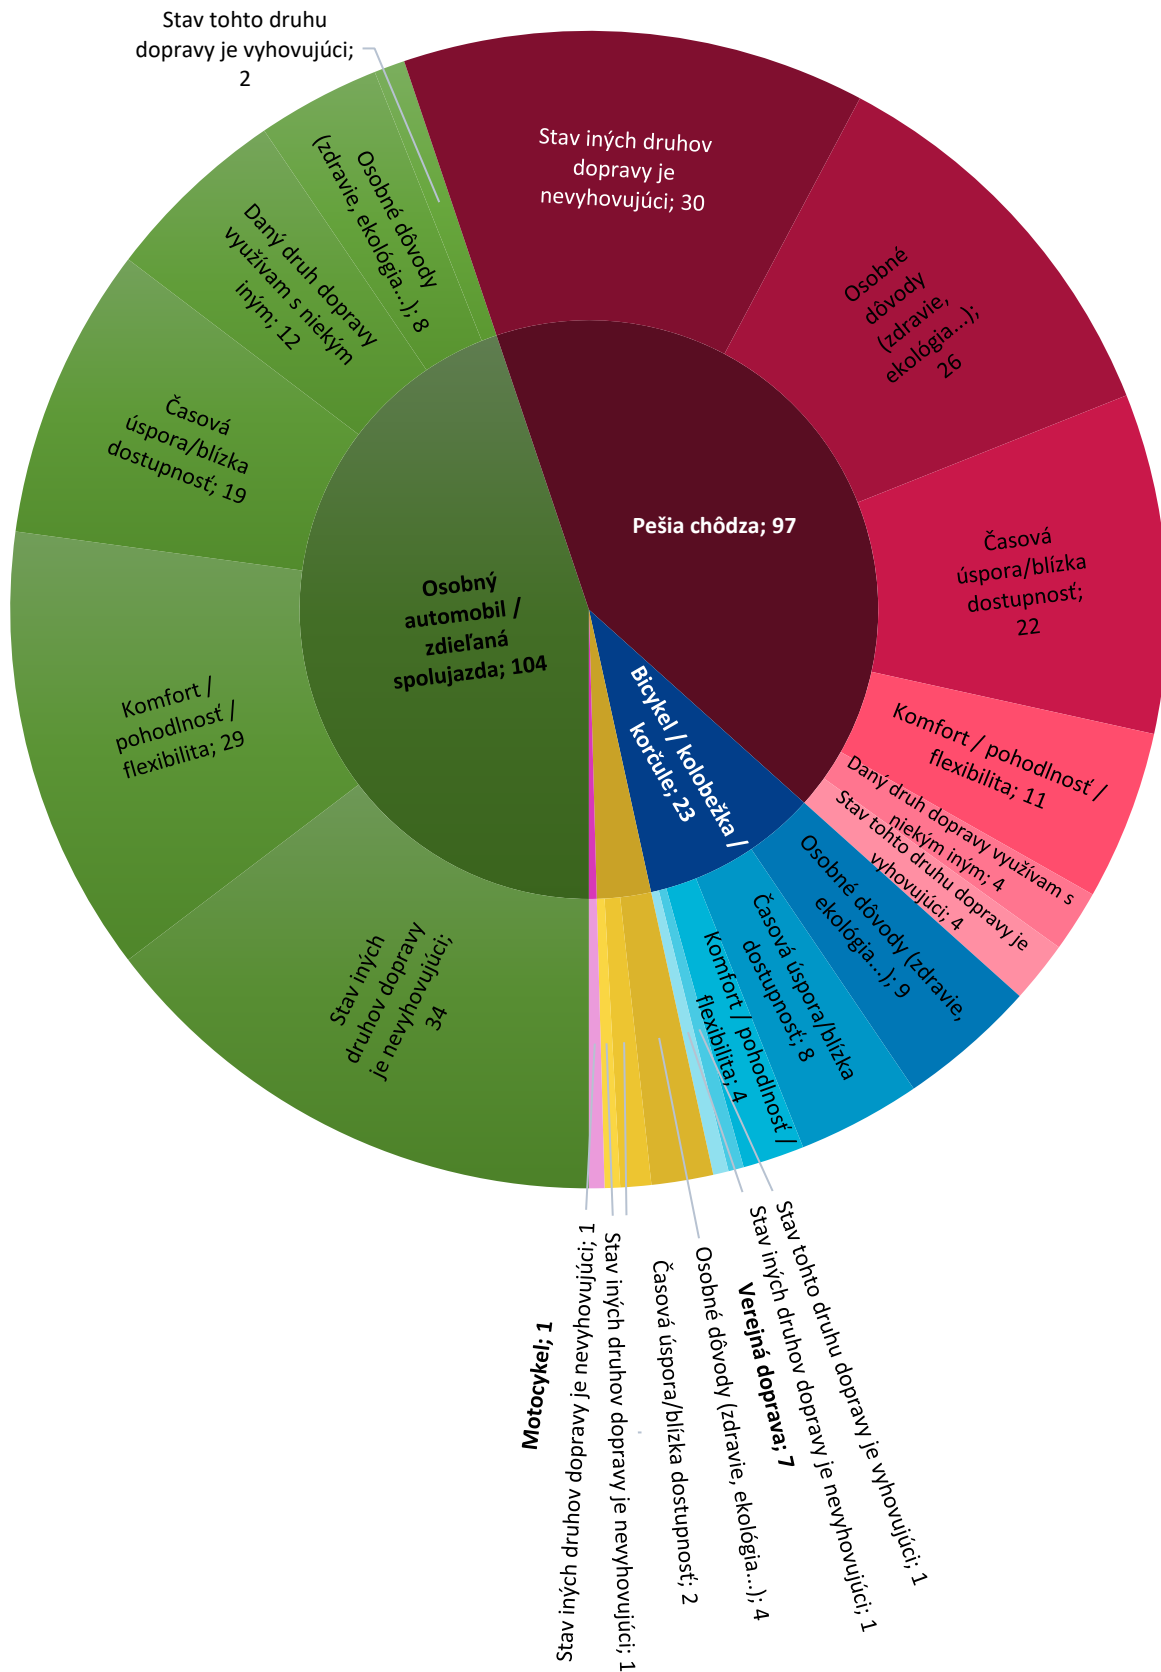 Stav tohto druhu
dopravy je vyhovujúci;
2
Stav iných druhov
dopravy je
nevyhovujúci; 30
Osobné
dôvody
(zdravie,
ekológia...);
26
Časová
úspora/blízka
dostupnosť;
22
Komfort / pohodlnosť /
flexibilita; 11
Daný druh dopravy využívam s
niekým iným; 4
Stav tohto druhu dopravy je
vyhovujúci; 4
Pešia chôdza; 97
Osobné dôvody
(zdravie, ekológia...); 8
Daný druh dopravy
využívam s niekým
iným; 12
Časová
úspora/blízka
dostupnosť; 19
Komfort /
pohodlnosť /
flexibilita; 29
Stav iných
druhov dopravy
je nevyhovujúci;
34
Osobný
automobil /
zdieľaná
spolujazda; 104
Bicykel / kolobežka /
korčule; 23
Osobné dôvody (zdravie,
ekológia...); 9
Časová úspora/blízka
dostupnosť; 8
Komfort / pohodlnosť /
flexibilita; 4
Stav tohto druhu dopravy je vyhovujúci; 1
Stav iných druhov dopravy je nevyhovujúci; 1
Verejná doprava; 7
Osobné dôvody (zdravie, ekológia...); 4
Časová úspora/blízka dostupnosť; 2
Stav iných druhov dopravy je nevyhovujúci; 1
Stav iných druhov dopravy je nevyhovujúci; 1
Motocykel; 1